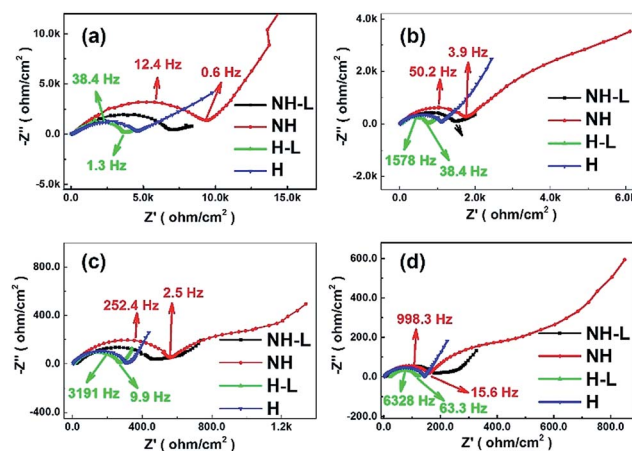 (a)
12.4 Hz
0.6 Hz
38.4 Hz
1.3 Hz
NH-L
NH
H-L
H
-Z'' ( ohm/cm²)
10.0k
5.0k
0.0
-5.0k
0.0
5.0k
10.0k
15.0k
Z' ( ohm/cm²)
(b)
3.9 Hz
50.2 Hz
1578 Hz
38.4 Hz
NH-L
NH
H-L
H
-Z'' ( ohm/cm²)
4.0k
2.0k
0.0
-2.0k
0.0
2.0k
4.0k
6.0k
Z' ( ohm/cm²)
(c)
252.4 Hz
2.5 Hz
3191 Hz
9.9 Hz
NH-L
NH
H-L
H
-Z'' ( ohm/cm²)
800.0
400.0
0.0
-400.0
0.0
400.0
800.0
1.2k
Z' ( ohm/cm²)
(d)
998.3 Hz
15.6 Hz
6328 Hz
63.3 Hz
NH-L
NH
H-L
H
-Z'' ( ohm/cm²)
600.0
400.0
200.0
0.0
-200.0
0
200
400
600
800
Z' ( ohm/cm²)